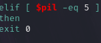 elif [ $pil -eq 5 ]
then
exit 0